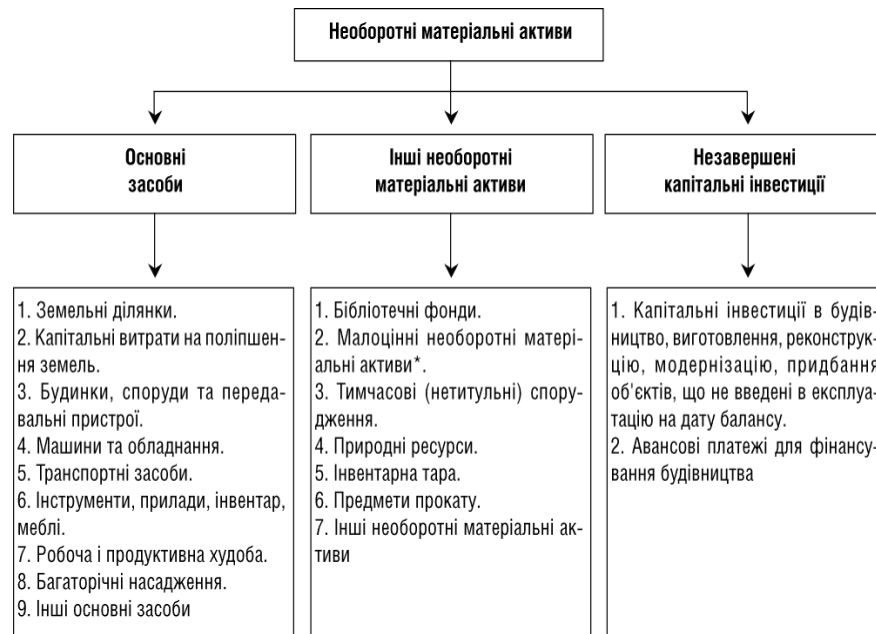 Необоротні матеріальні активи
Основні
засоби
Інші необоротні
матеріальні активи
Незавершені
капітальні інвестиції
1. Земельні ділянки.
2. Капітальні витрати на поліпшен-
ня земель.
3. Будинки, споруди та переда-
вальні пристрої.
4. Машини та обладнання.
5. Транспортні засоби.
6. Інструменти, прилади, інвентар,
меблі.
7. Робоча і продуктивна худоба.
8. Багаторічні насадження.
9. Інші основні засоби
1. Бібліотечні фонди.
2. Малоцінні необоротні матері-
альні активи*.
3. Тимчасові (нетитульні) спору-
дження.
4. Природні ресурси.
5. Інвентарна тара.
6. Предмети прокату.
7. Інші необоротні матеріальні ак-
тиви
1. Капітальні інвестиції в будів-
ництво, виготовлення, реконструк-
цію, модернізацію, придбання
об'єктів, що не введені в експлуа-
тацію на дату балансу.
2. Авансові платежі для фінансу-
вання будівництва